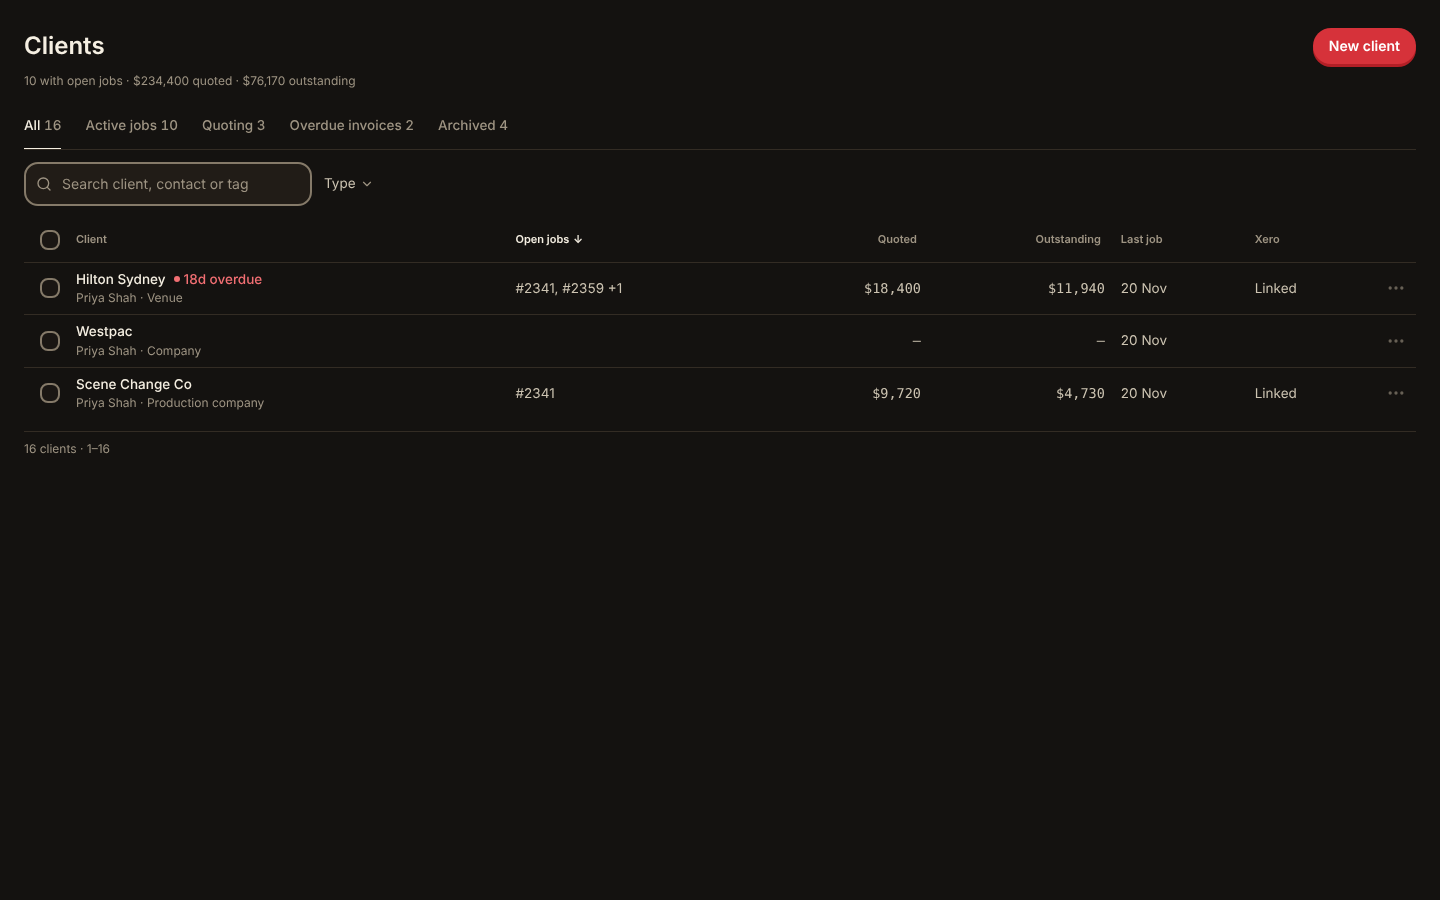 Clients
New client
10 with open jobs · $234,400 quoted · $76,170 outstanding
All 16 Active jobs 10 Quoting 3 Overdue invoices 2 Archived 4
Search client, contact or tag Type
Client Open jobs ↓ Quoted Outstanding Last job Xero
Hilton Sydney 18d overdue
Priya Shah · Venue
#2341, #2359 +1 $18,400 $11,940 20 Nov Linked
Westpac
Priya Shah · Company
– – 20 Nov
Scene Change Co
Priya Shah · Production company
#2341 $9,720 $4,730 20 Nov Linked
16 clients · 1–16